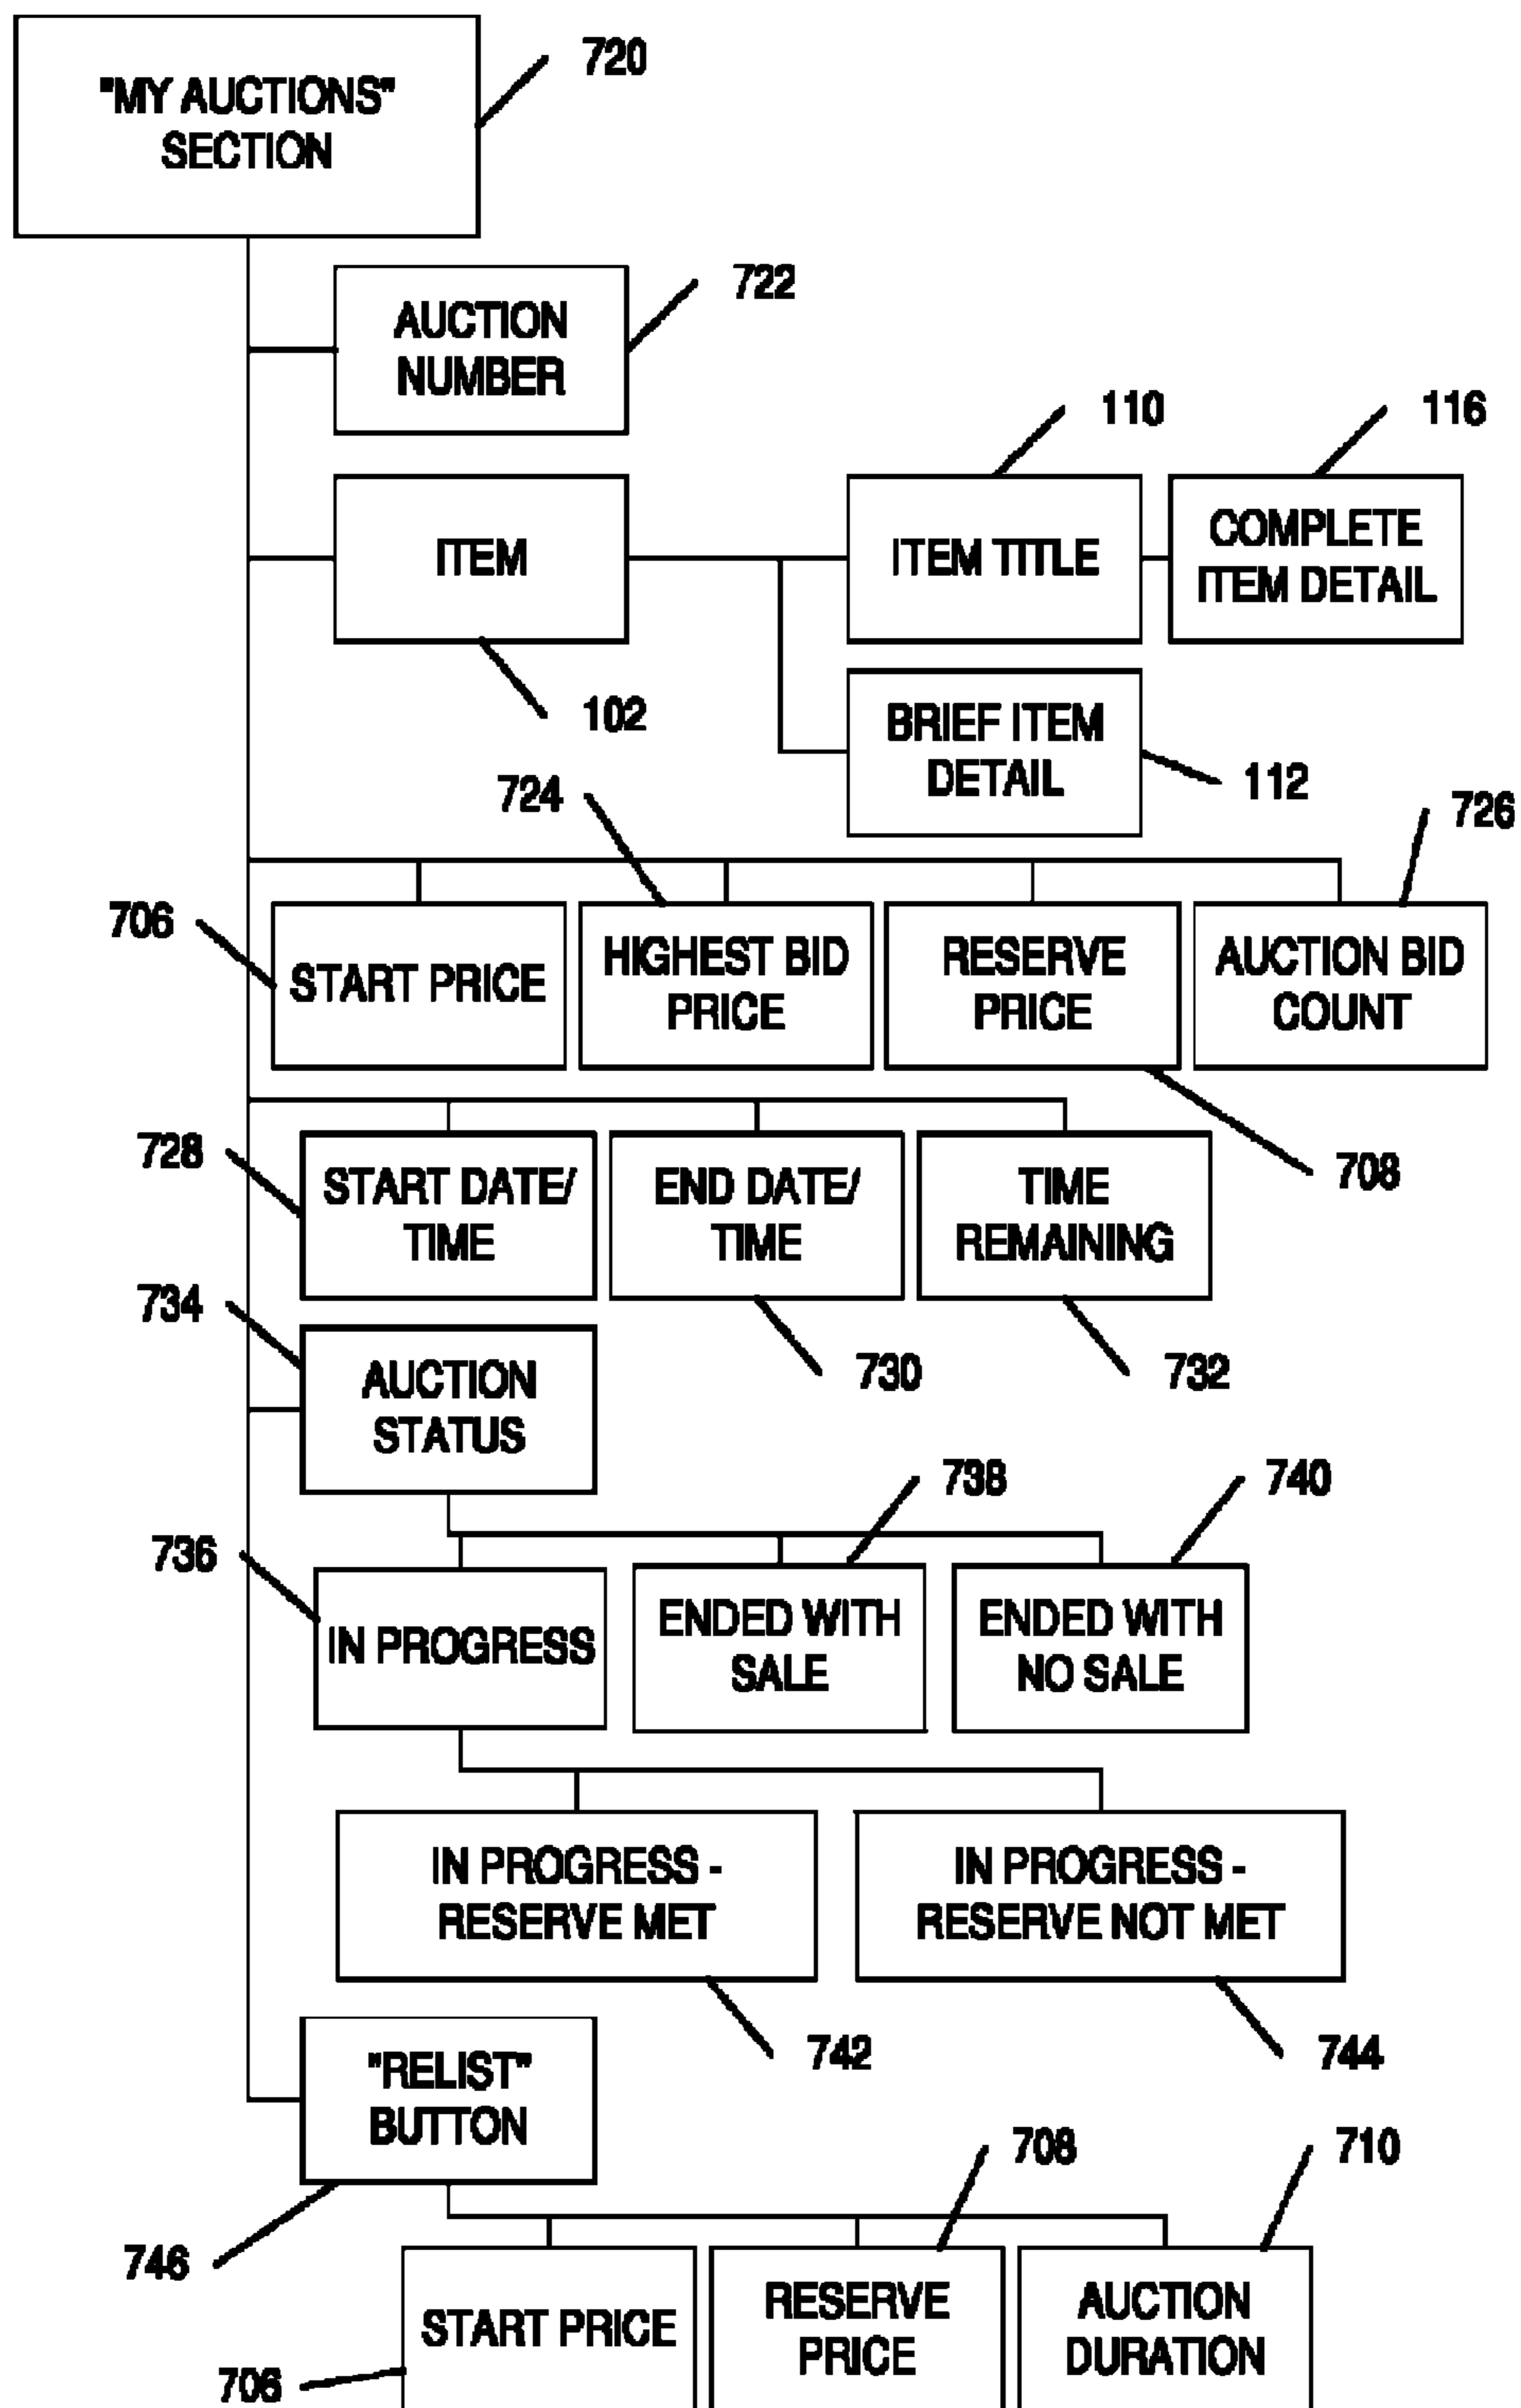 "MY AUCTIONS"
SECTION
720
AUCTION
NUMBER
722
110
116
ITEM
ITEM TITLE
COMPLETE
ITEM DETAIL
102
BRIEF ITEM
DETAIL
112
724
726
706
START PRICE
HIGHEST BID
PRICE
RESERVE
PRICE
AUCTION BID
COUNT
708
728
START DATE/
TIME
END DATE/
TIME
TIME
REMAINING
734
730
732
AUCTION
STATUS
738
740
736
IN PROGRESS
ENDED WITH
SALE
ENDED WITH
NO SALE
IN PROGRESS -
RESERVE MET
IN PROGRESS -
RESERVE NOT MET
742
744
"RELIST"
BUTTON
708
710
746
START PRICE
RESERVE
PRICE
AUCTION
DURATION
706